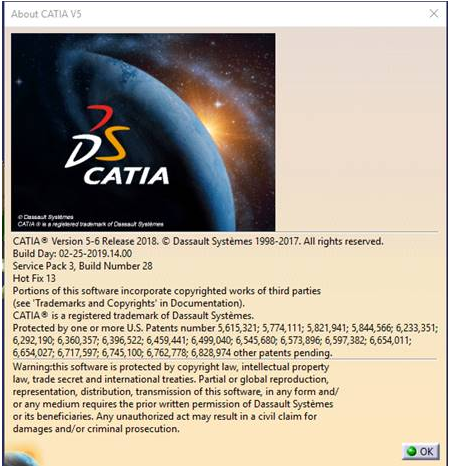 About CATIA V5
DS
CATIA
© Dassault Systèmes
CATIA ® is a registered trademark of Dassault Systèmes
CATIA® Version 5-6 Release 2018. © Dassault Systèmes 1998-2017. All rights reserved.
Build Day: 02-25-2019.14.00
Service Pack 3, Build Number 28
Hot Fix 13
Portions of this software incorporate copyrighted works of third parties
(see 'Trademarks and Copyrights' in Documentation).
CATIA® is a registered trademark of Dassault Systèmes.
Protected by one or more U.S. Patents number 5,615,321; 5,774,111; 5,821,941; 5,844,566; 6,233,351;
6,292,190; 6,360,357; 6,396,522; 6,459,441; 6,499,040; 6,545,680; 6,573,896; 6,597,382; 6,654,011;
6,654,027; 6,717,597; 6,745,100; 6,762,778; 6,828,974 other patents pending.
Warning:this software is protected by copyright law, intellectual property
law, trade secret and international treaties. Partial or global reproduction,
representation, distribution, transmission of this software, in any form and/
or any medium requires the prior written permission of Dassault Systèmes
or its beneficiaries. Any unauthorized act may result in a civil claim for
damages and/or criminal prosecution.
OK